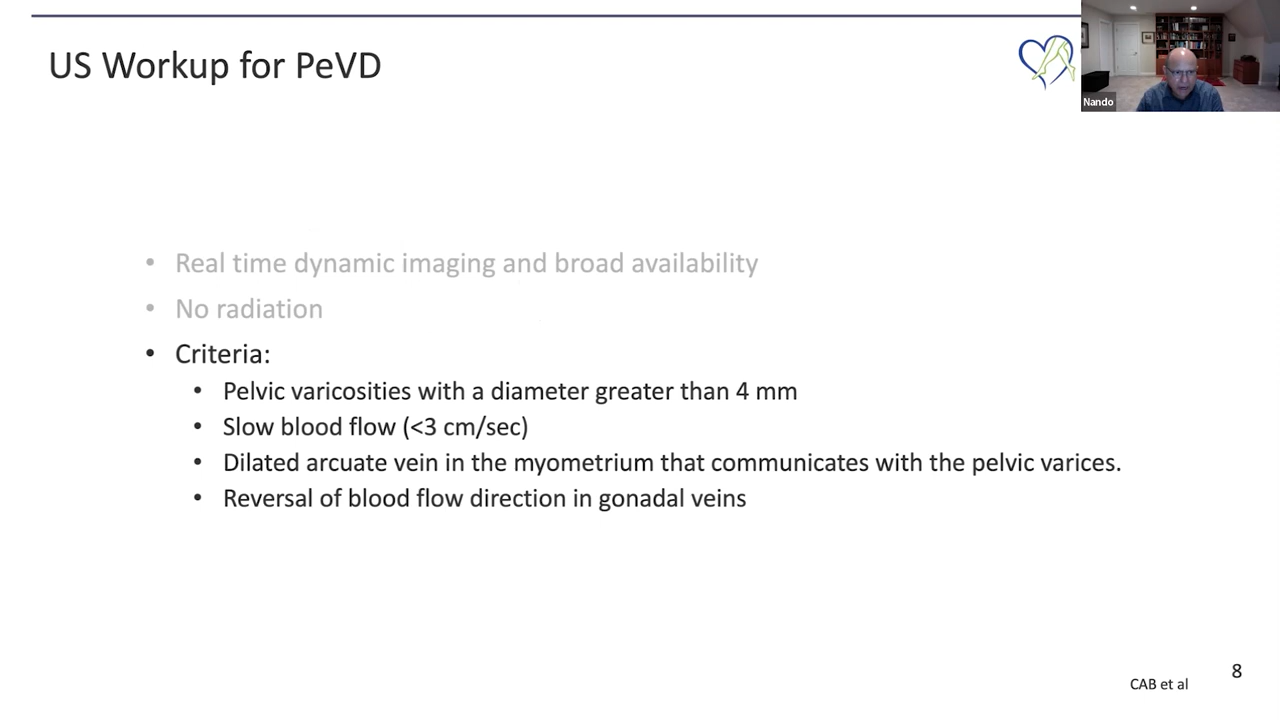 US Workup for PeVD
Nando
• Real time dynamic imaging and broad availability
• No radiation
• Criteria:
• Pelvic varicosities with a diameter greater than 4 mm
• Slow blood flow (<3 cm/sec)
• Dilated arcuate vein in the myometrium that communicates with the pelvic varices.
• Reversal of blood flow direction in gonadal veins
CAB et al
8